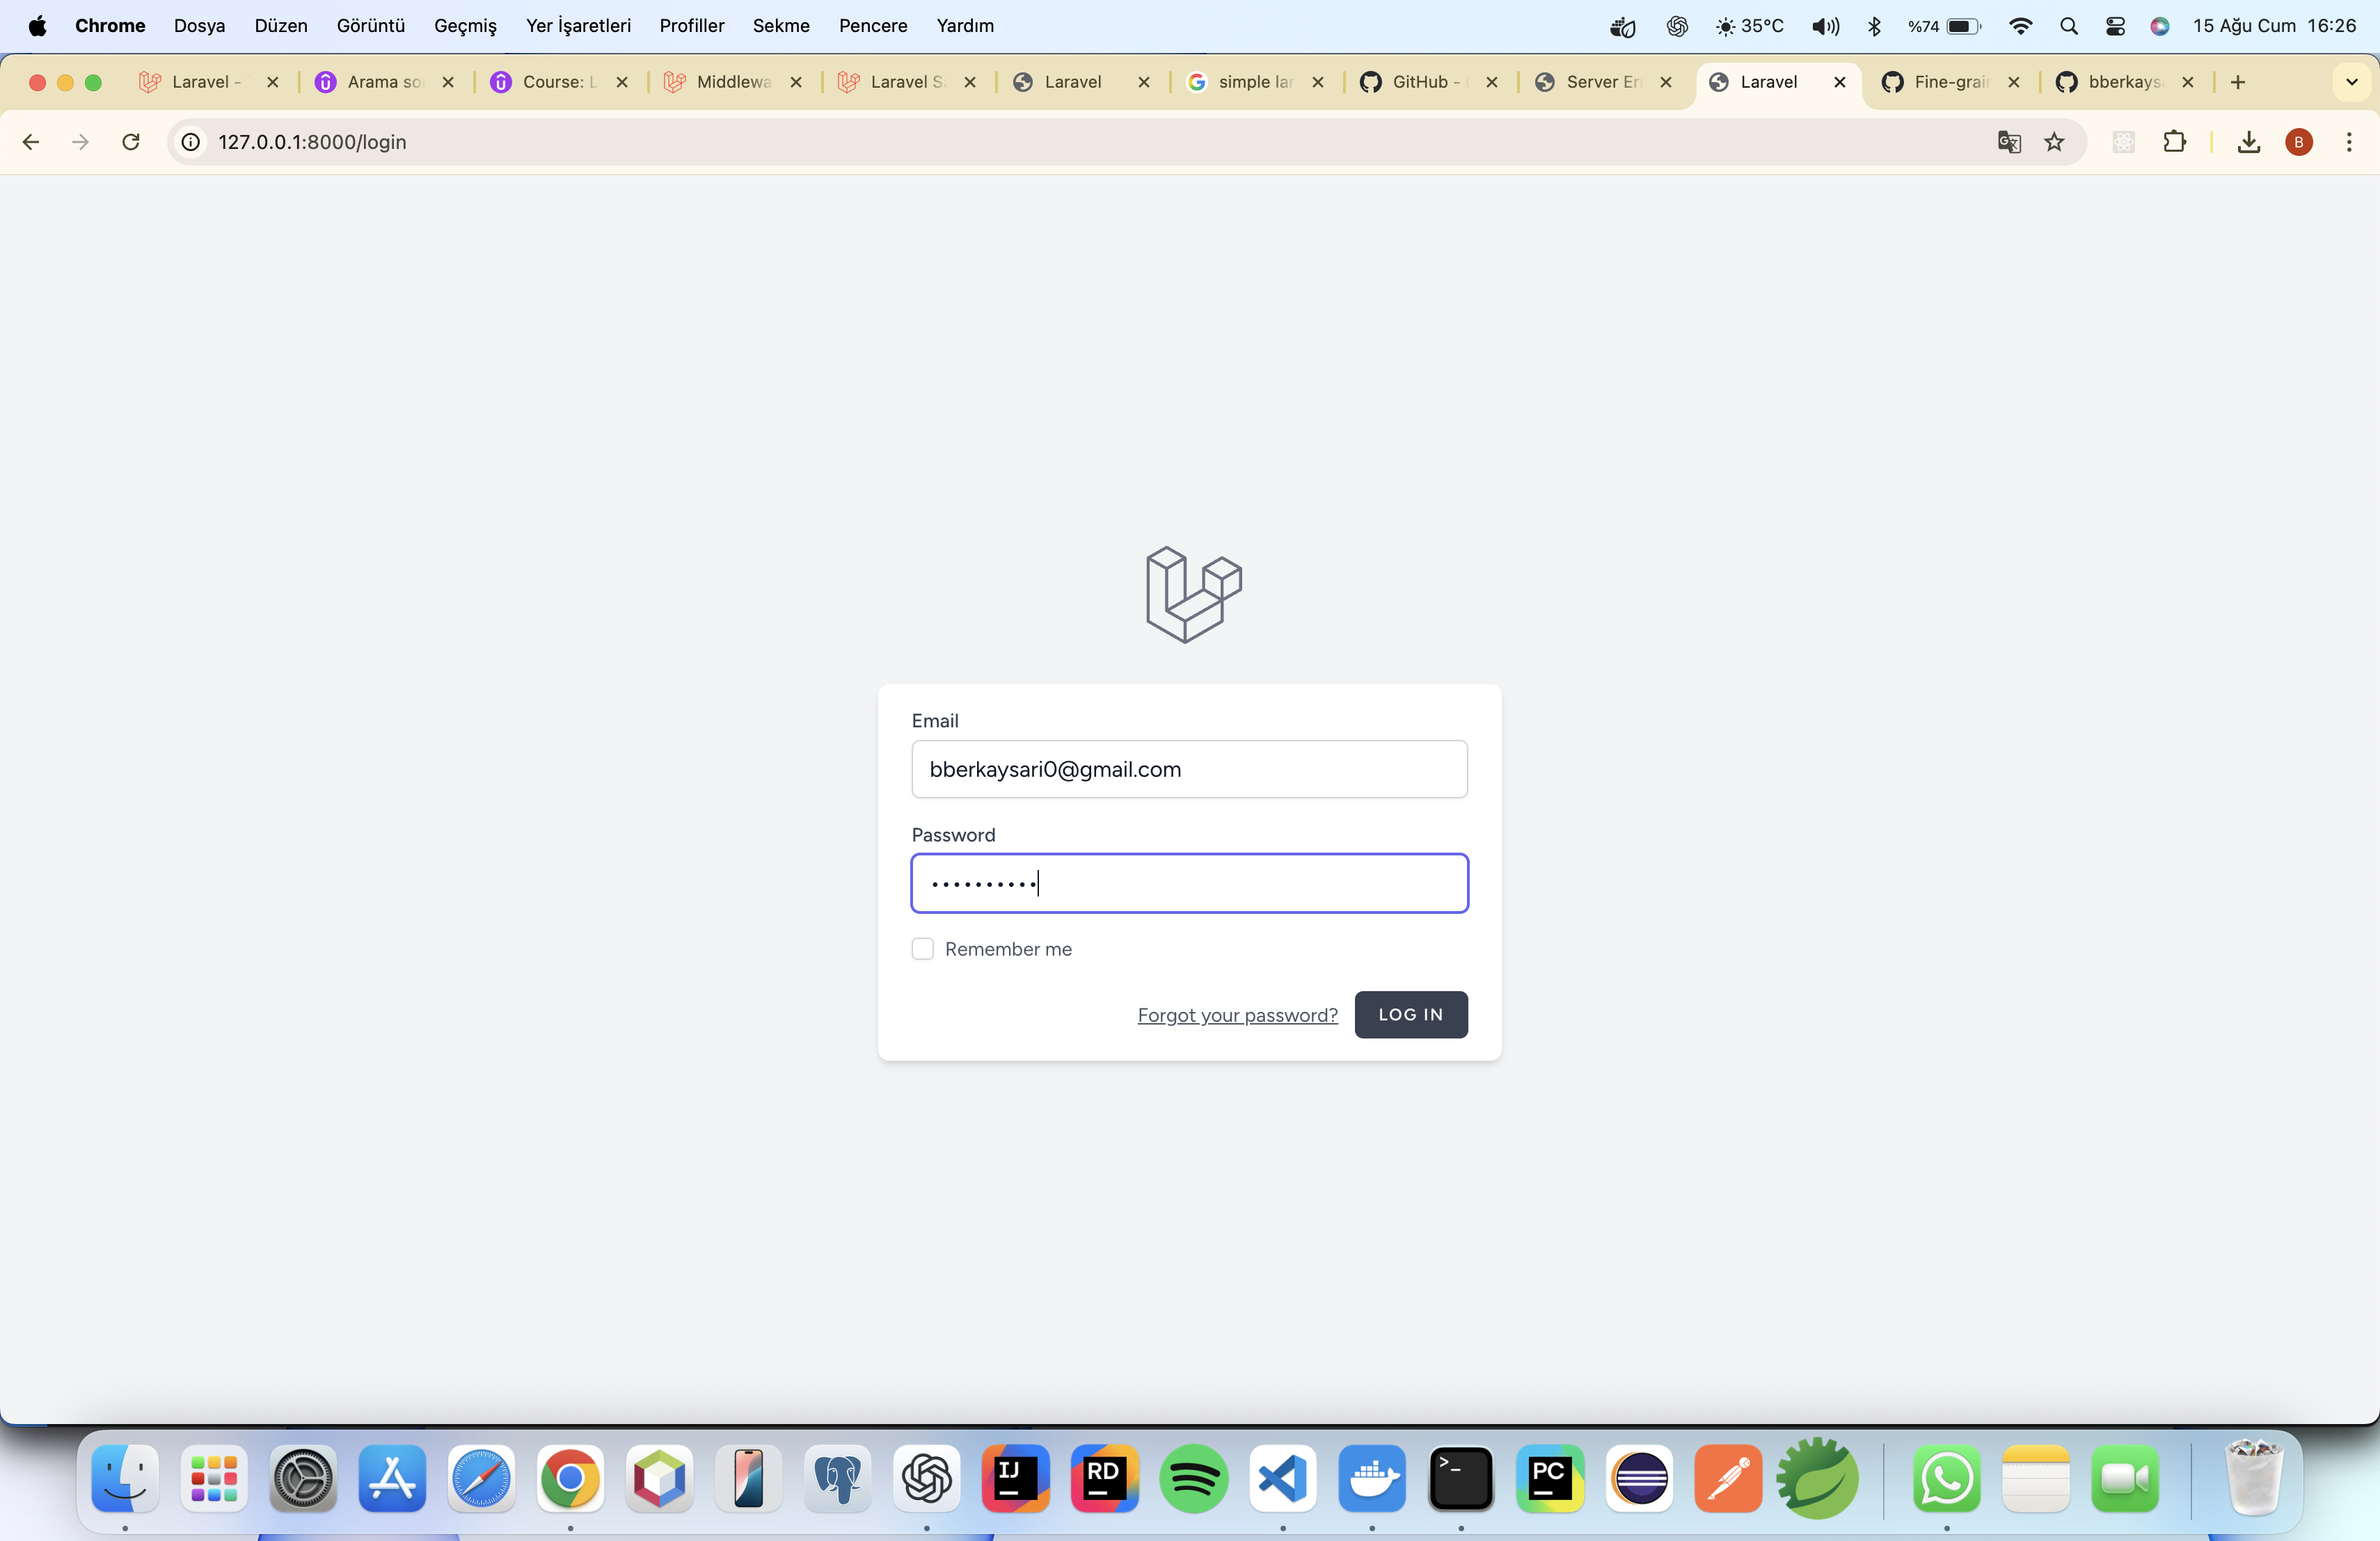 Chrome Dosya Düzen Görüntü Geçmiş Yer İşaretleri Profiller Sekme Pencere Yardım 35°C %74 15 Ağu Cum 16:26
Laravel - Arama so Course: L Middlewa Laravel Sa Laravel simple lar GitHub - Server Er Laravel Fine-grai bberkays
127.0.0.1:8000/login B
Email
bberkaysari0@gmail.com
Password
Remember me
Forgot your password? LOG IN
IJ RD >_ PC